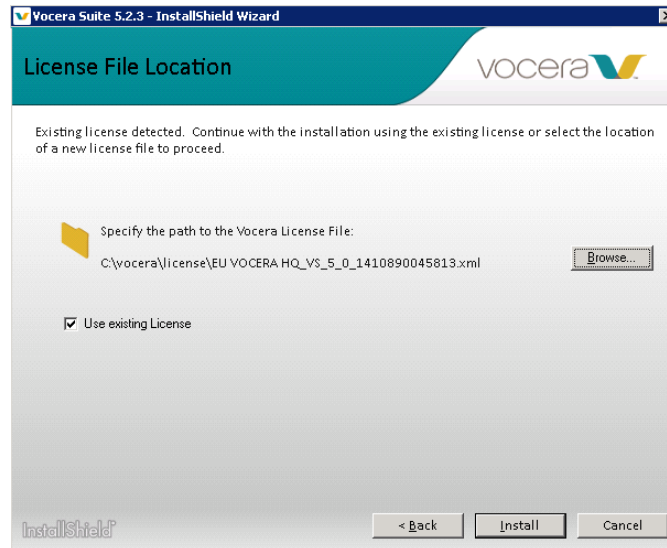 Vocera Suite 5.2.3 - InstallShield Wizard
License File Location
vocera
Existing license detected. Continue with the installation using the existing license or select the location
of a new license file to proceed.
Specify the path to the Vocera License File:
C:\vocera\license\EU VOCERA HQ_VS_5_0_1410890045813.xml
Browse...
Use existing License
InstallShield
< Back
Install
Cancel